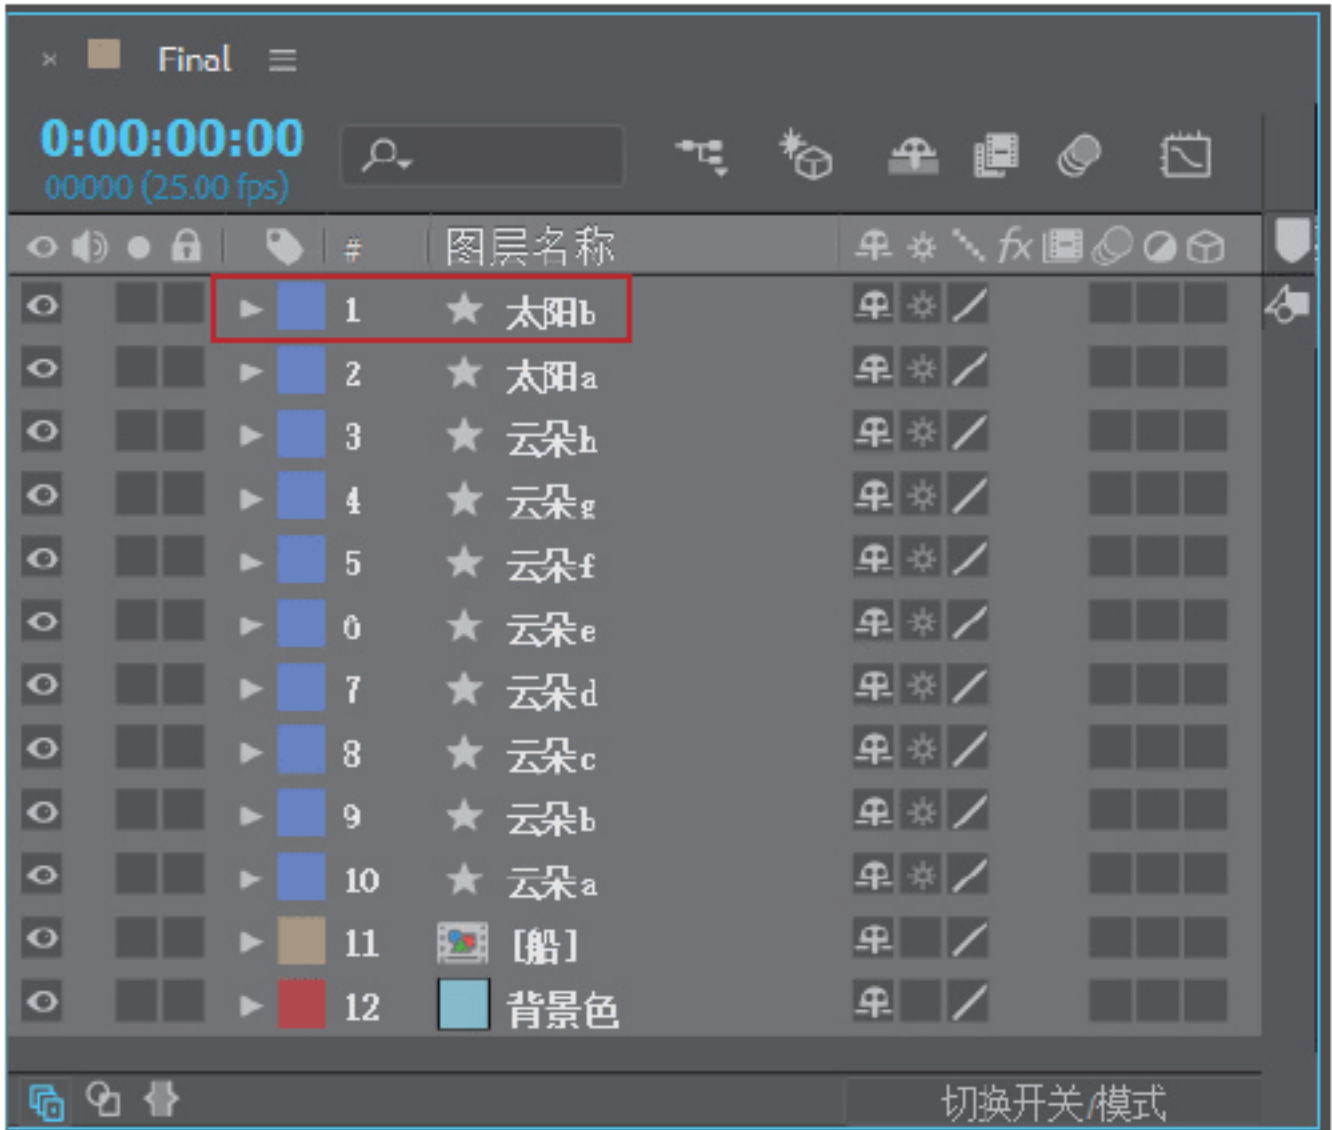 Final
0:00:00:00
00000 (25.00 fps)
# 图层名称 fx
1 太阳b
2 太阳a
3 云朵h
4 云朵g
5 云朵f
6 云朵e
7 云朵d
8 云朵c
9 云朵b
10 云朵a
11 [船]
12 背景色
切换开关/模式